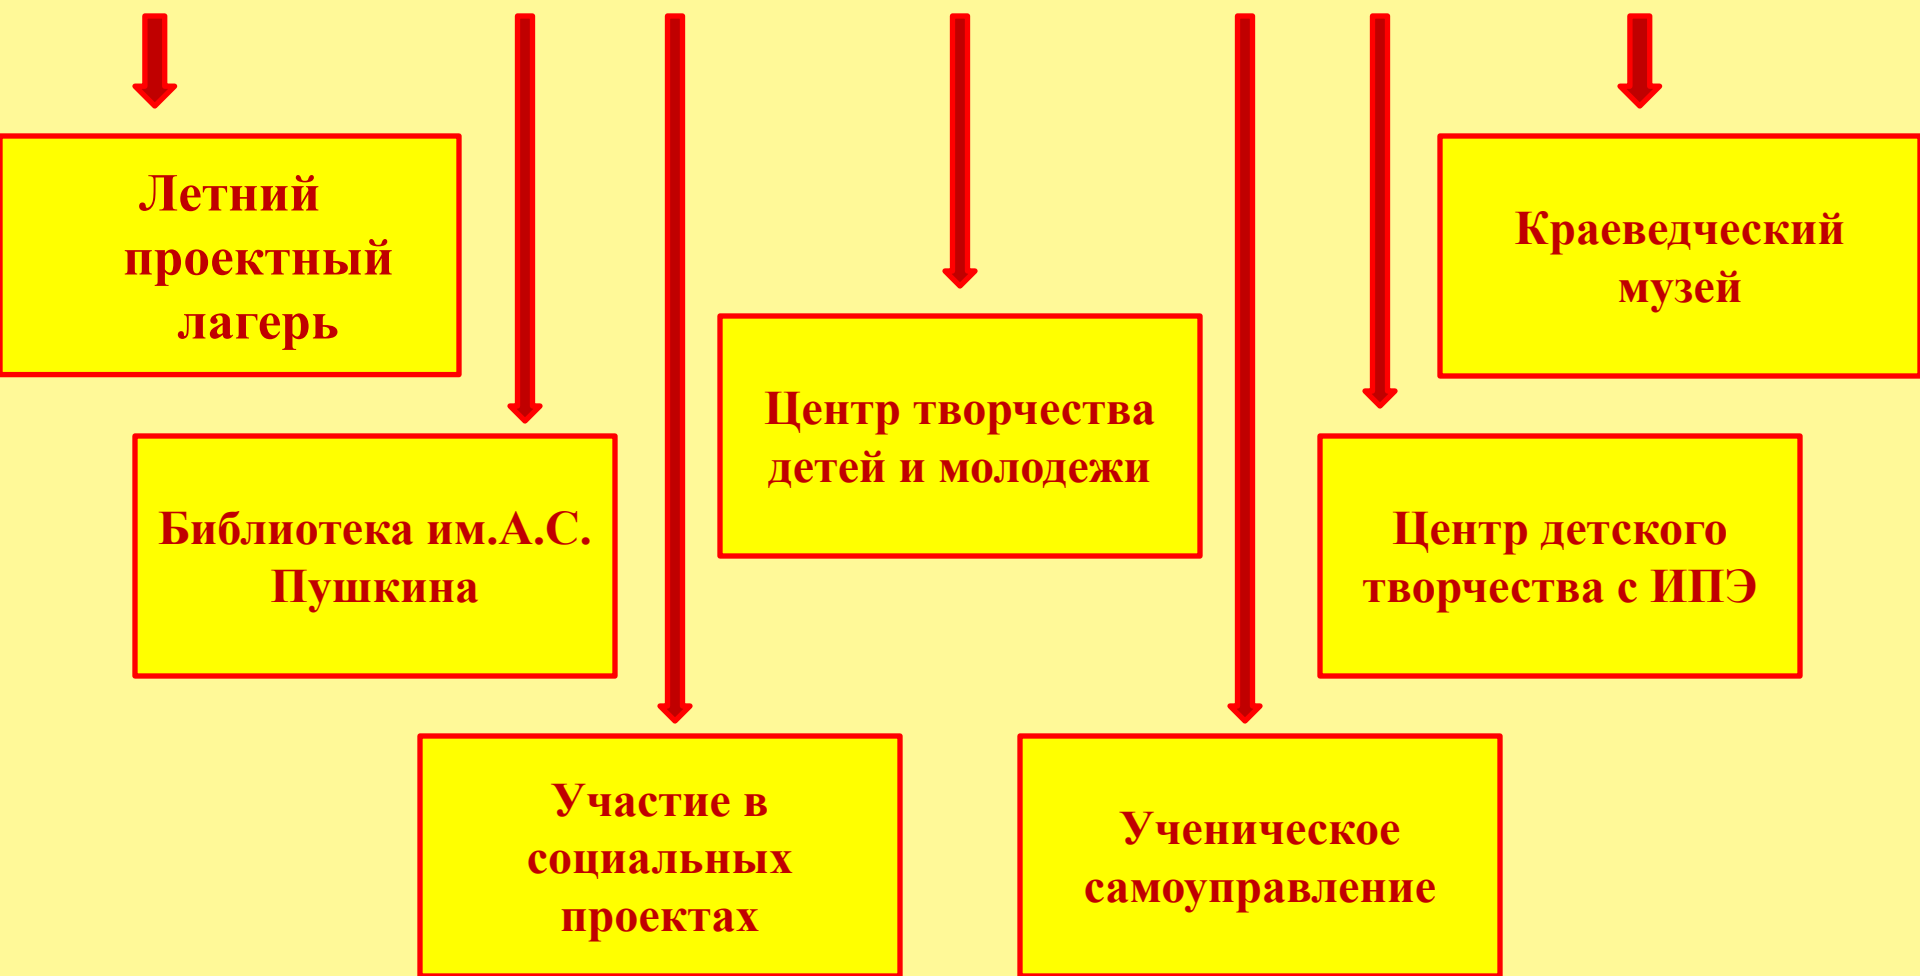 Летний
проектный
лагерь
Краеведческий
музей
Центр творчества
детей и молодежи
Библиотека им.А.С.
Пушкина
Центр детского
творчества с ИПЭ
Участие в
социальных
проектах
Ученическое
самоуправление